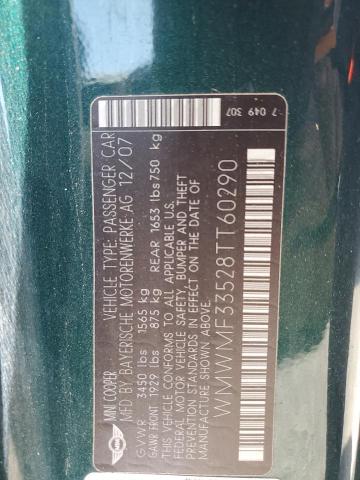 MINI COOPER VEHICLE TYPE: PASSENGER CAR
MFD BY BAYERISCHE MOTORENWERKE AG 12/07
GVWR 3450 lbs 1565 kg
GAWR FRONT 1929 lbs 875 kg REAR 1653 lbs 750 kg
THIS VEHICLE CONFORMS TO ALL APPLICABLE U.S.
FEDERAL MOTOR VEHICLE SAFETY, BUMPER AND THEFT
PREVENTION STANDARDS IN EFFECT ON THE DATE OF
MANUFACTURE SHOWN ABOVE.
WMWMF33528TT60290
7 049 307